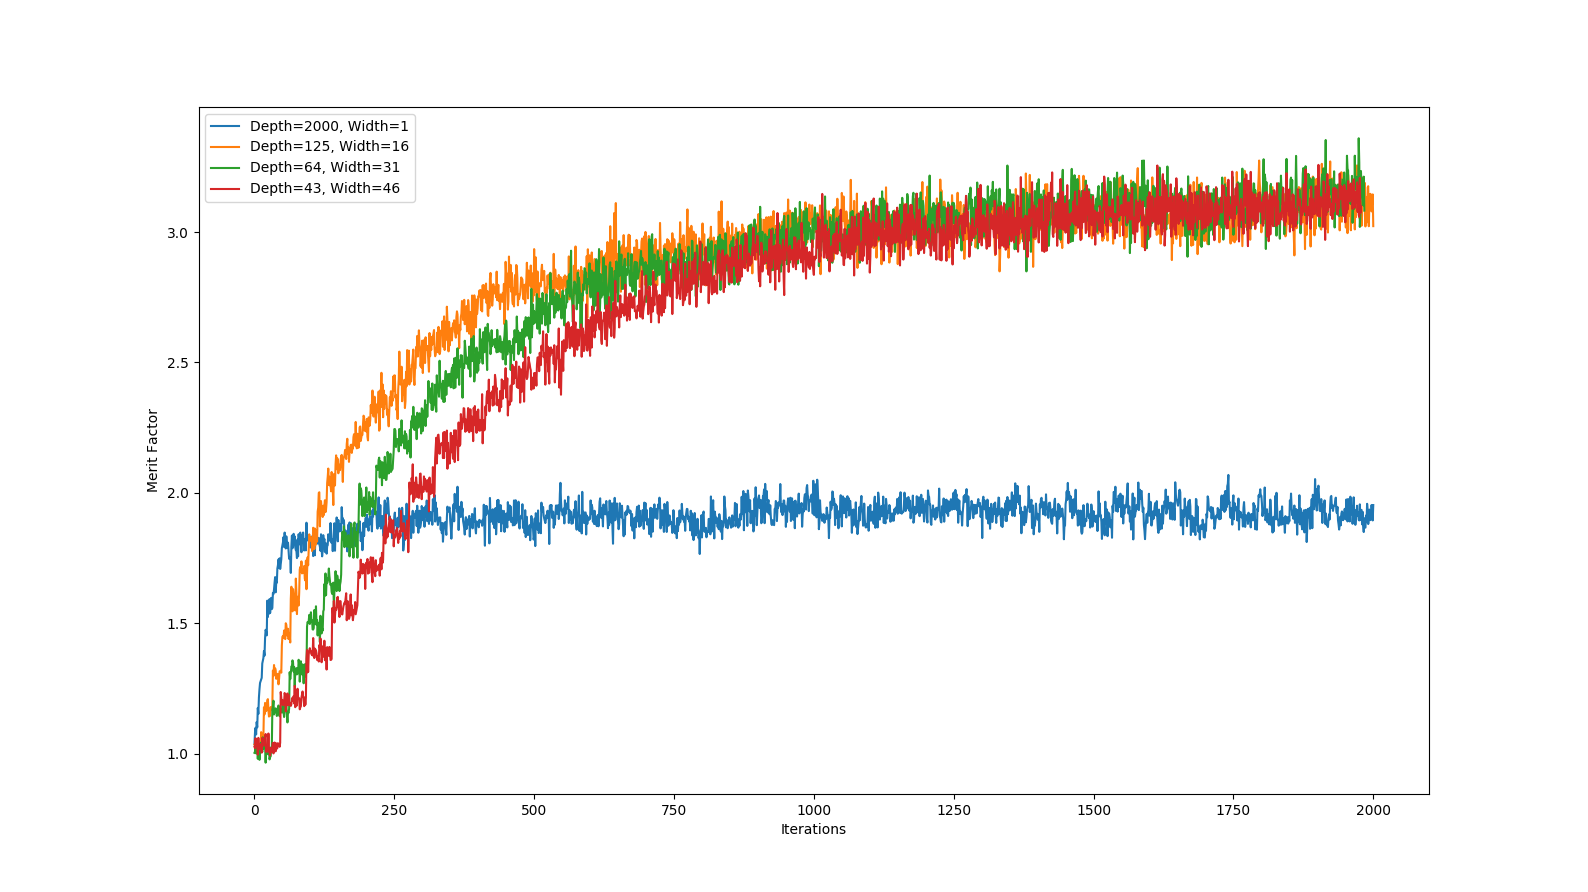 Depth=2000, Width=1
Depth=125, Width=16
Depth=64, Width=31
Depth=43, Width=46
3.0
2.5
2.0
1.5
1.0
Merit Factor
0 250 500 750 1000 1250 1500 1750 2000
Iterations